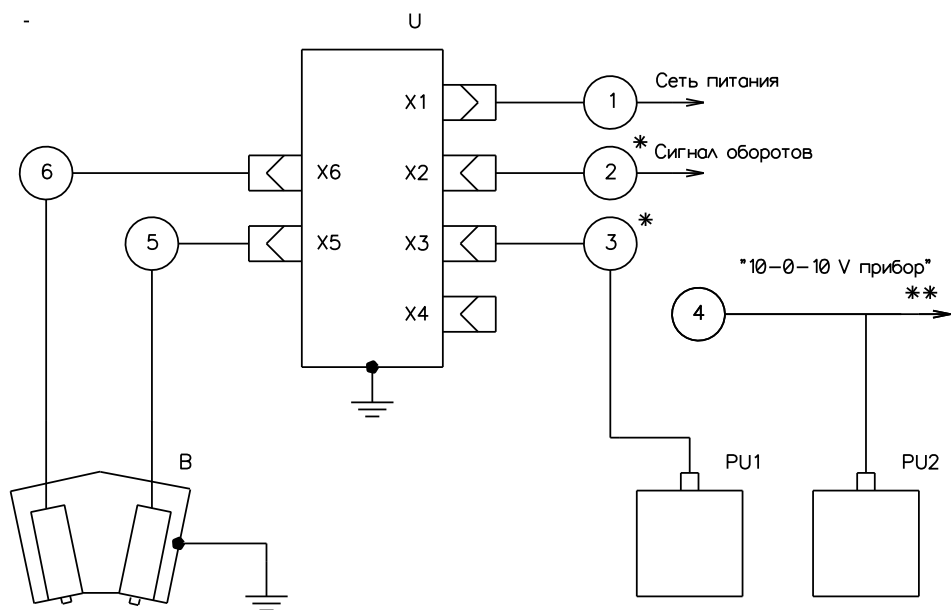 -
U
X1
1
Сеть питания
6
X6
X2
2
* Сигнал оборотов
5
X5
X3
3
*
"10-0-10 V прибор"
**
X4
4
B
PU1
PU2